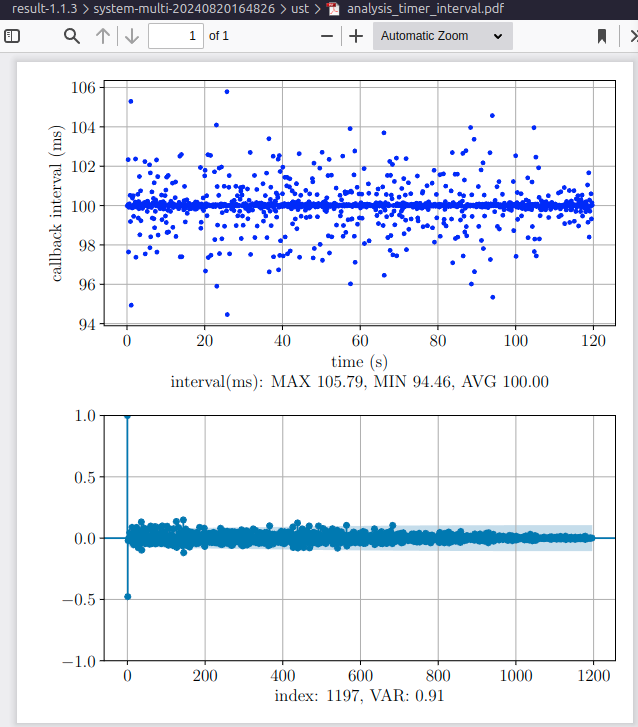 result-1.1.3 › system-multi-20240820164826 › ust › analysis_timer_interval.pdf
1 of 1 Automatic Zoom
106
104
102
100
98
96
94
callback interval (ms)
0 20 40 60 80 100 120
time (s)
interval(ms): MAX 105.79, MIN 94.46, AVG 100.00
1.0
0.5
0.0
−0.5
−1.0
0 200 400 600 800 1000 1200
index: 1197, VAR: 0.91